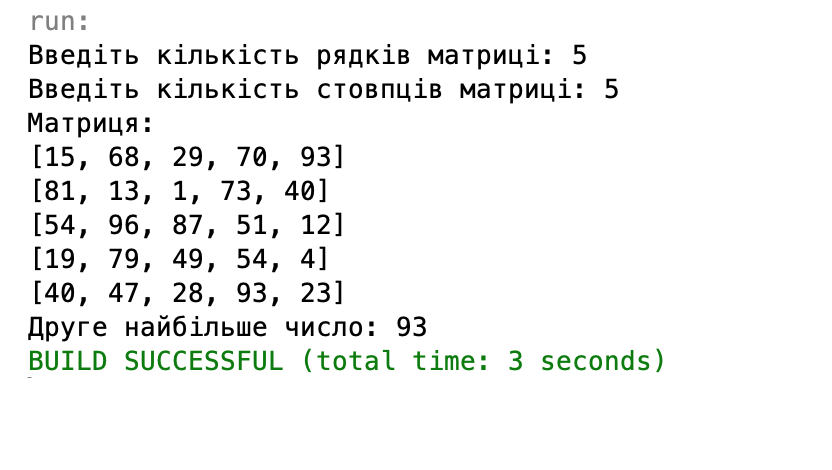 run:
Введіть кількість рядків матриці: 5
Введіть кількість стовпців матриці: 5
Матриця:
[15, 68, 29, 70, 93]
[81, 13, 1, 73, 40]
[54, 96, 87, 51, 12]
[19, 79, 49, 54, 4]
[40, 47, 28, 93, 23]
Друге найбільше число: 93
BUILD SUCCESSFUL (total time: 3 seconds)